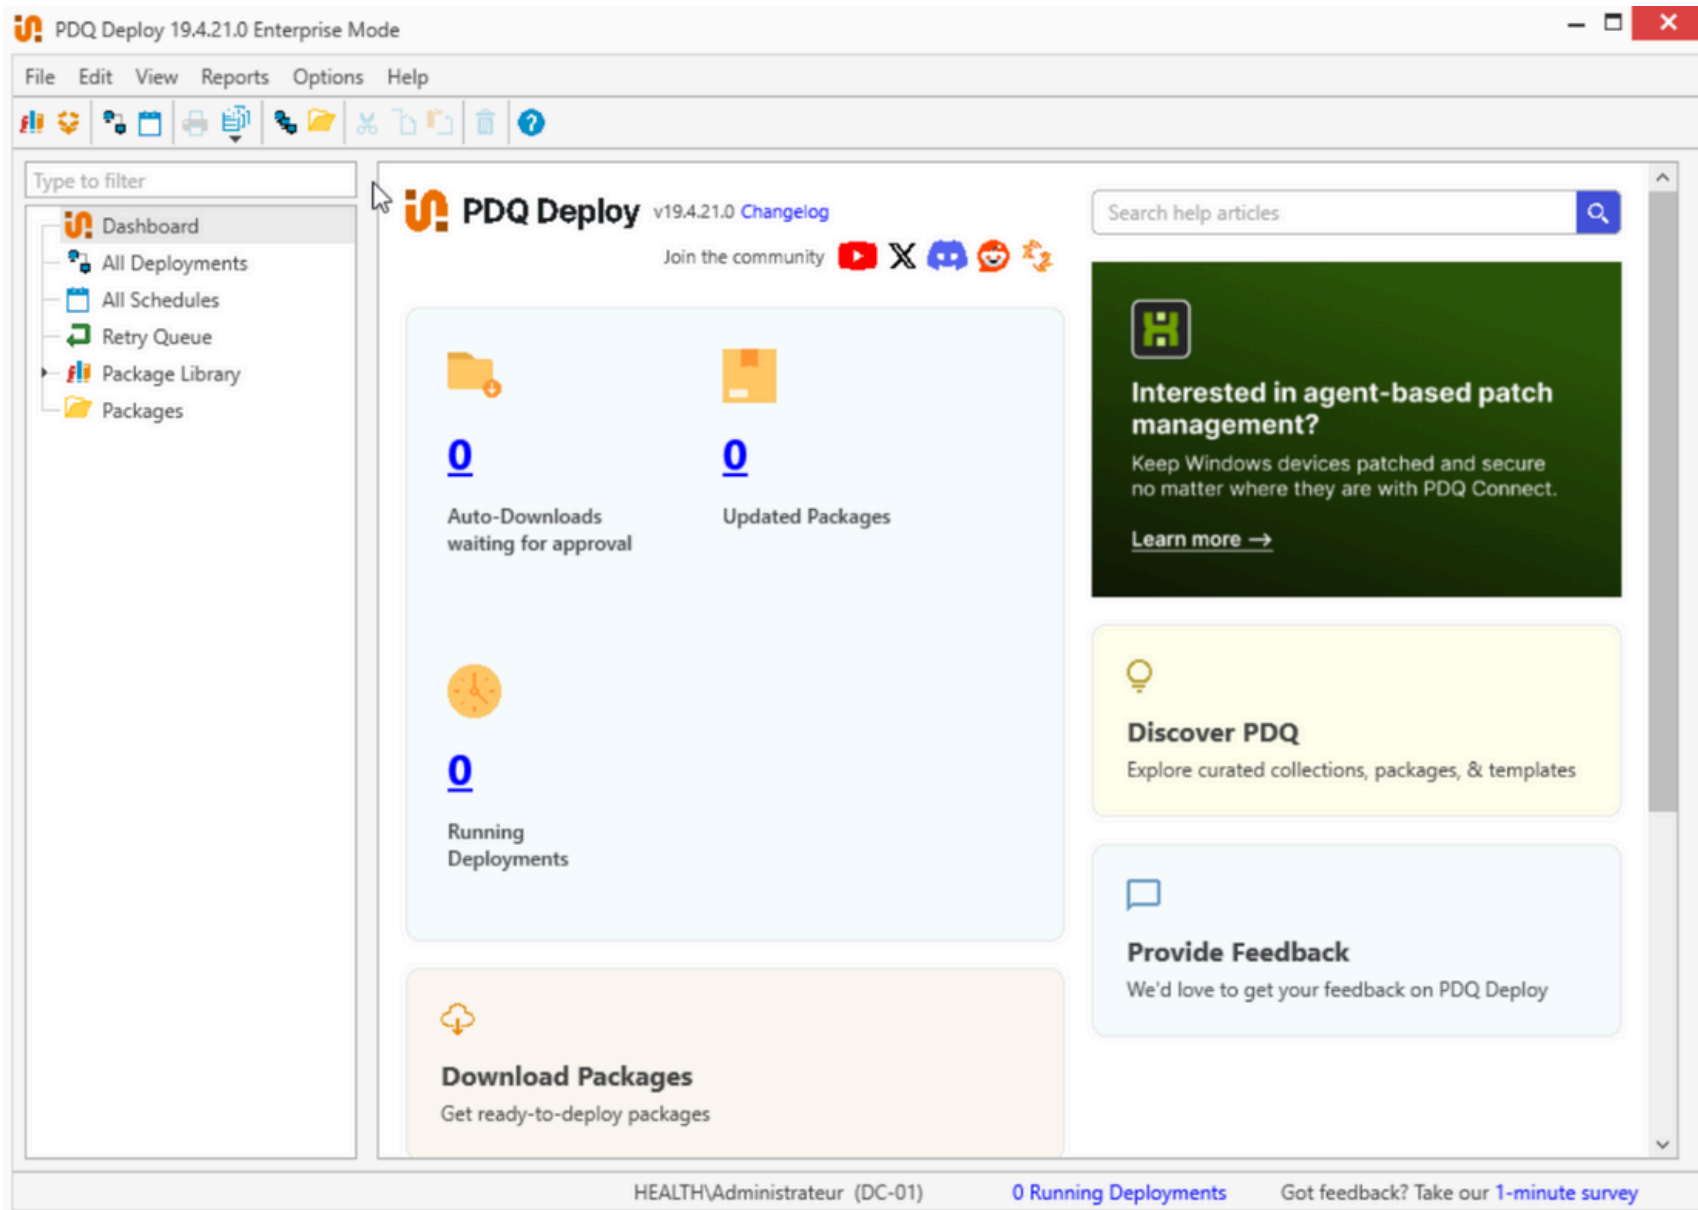 PDQ Deploy 19.4.21.0 Enterprise Mode
File Edit View Reports Options Help
Type to filter
Dashboard
All Deployments
All Schedules
Retry Queue
Package Library
Packages
PDQ Deploy v19.4.21.0 Changelog
Join the community
0
Auto-Downloads
waiting for approval
0
Updated Packages
0
Running
Deployments
Download Packages
Get ready-to-deploy packages
Search help articles
Interested in agent-based patch
management?
Keep Windows devices patched and secure
no matter where they are with PDQ Connect.
Learn more →
Discover PDQ
Explore curated collections, packages, & templates
Provide Feedback
We'd love to get your feedback on PDQ Deploy
HEALTH\Administrateur (DC-01) 0 Running Deployments Got feedback? Take our 1-minute survey